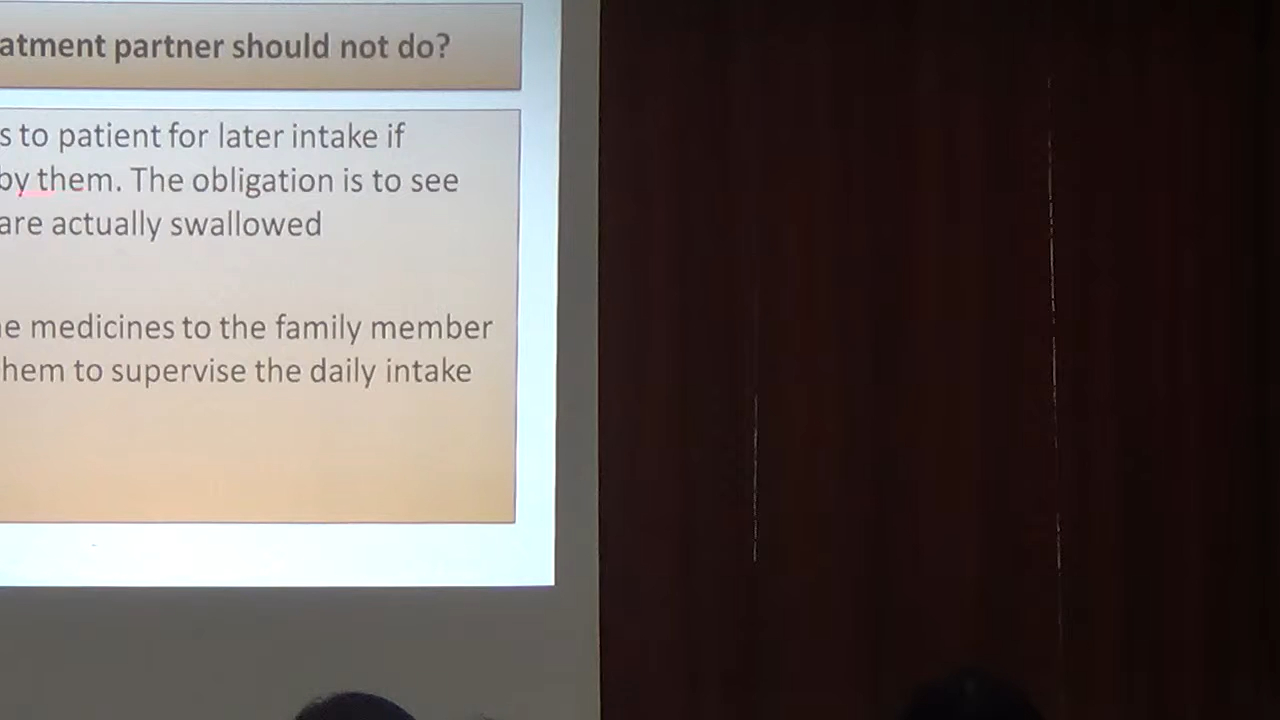 atment partner should not do?
s to patient for later intake if
by them. The obligation is to see
are actually swallowed
e medicines to the family member
hem to supervise the daily intake